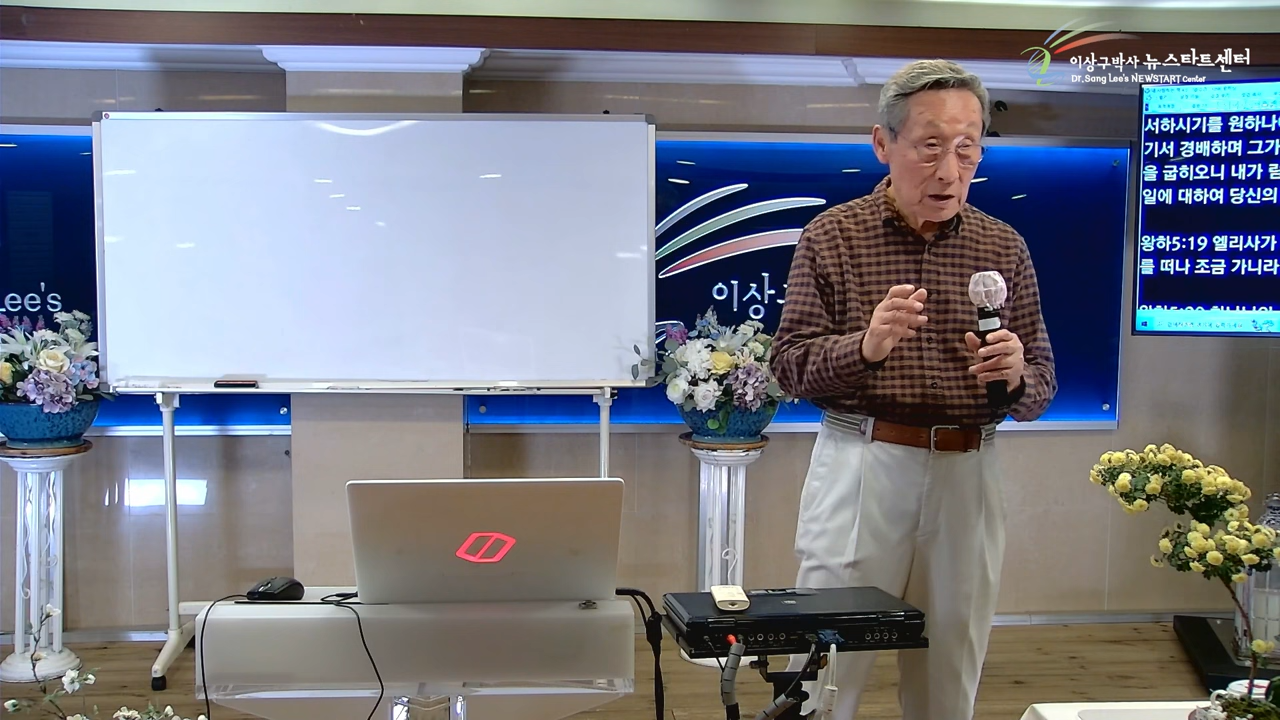 이상구박사 뉴스타트센터
Dr. Sang Lee's NEWSTART Center
서하시기를 원하나이
기서 경배하며 그가
을 굽히오니 내가 림
일에 대하여 당신의
왕하5:19 엘리사가
를 떠나 조금 가니라
Lee's
이상구